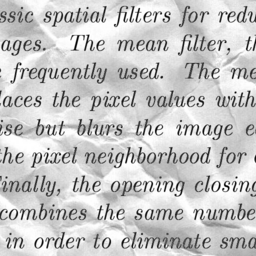 ssic spatial filters for redu
ages. The mean filter, th
frequently used. The me
laces the pixel values with
ise but blurs the image e
the pixel neighborhood for
Finally, the opening closing
combines the same numbe
in order to eliminate sma